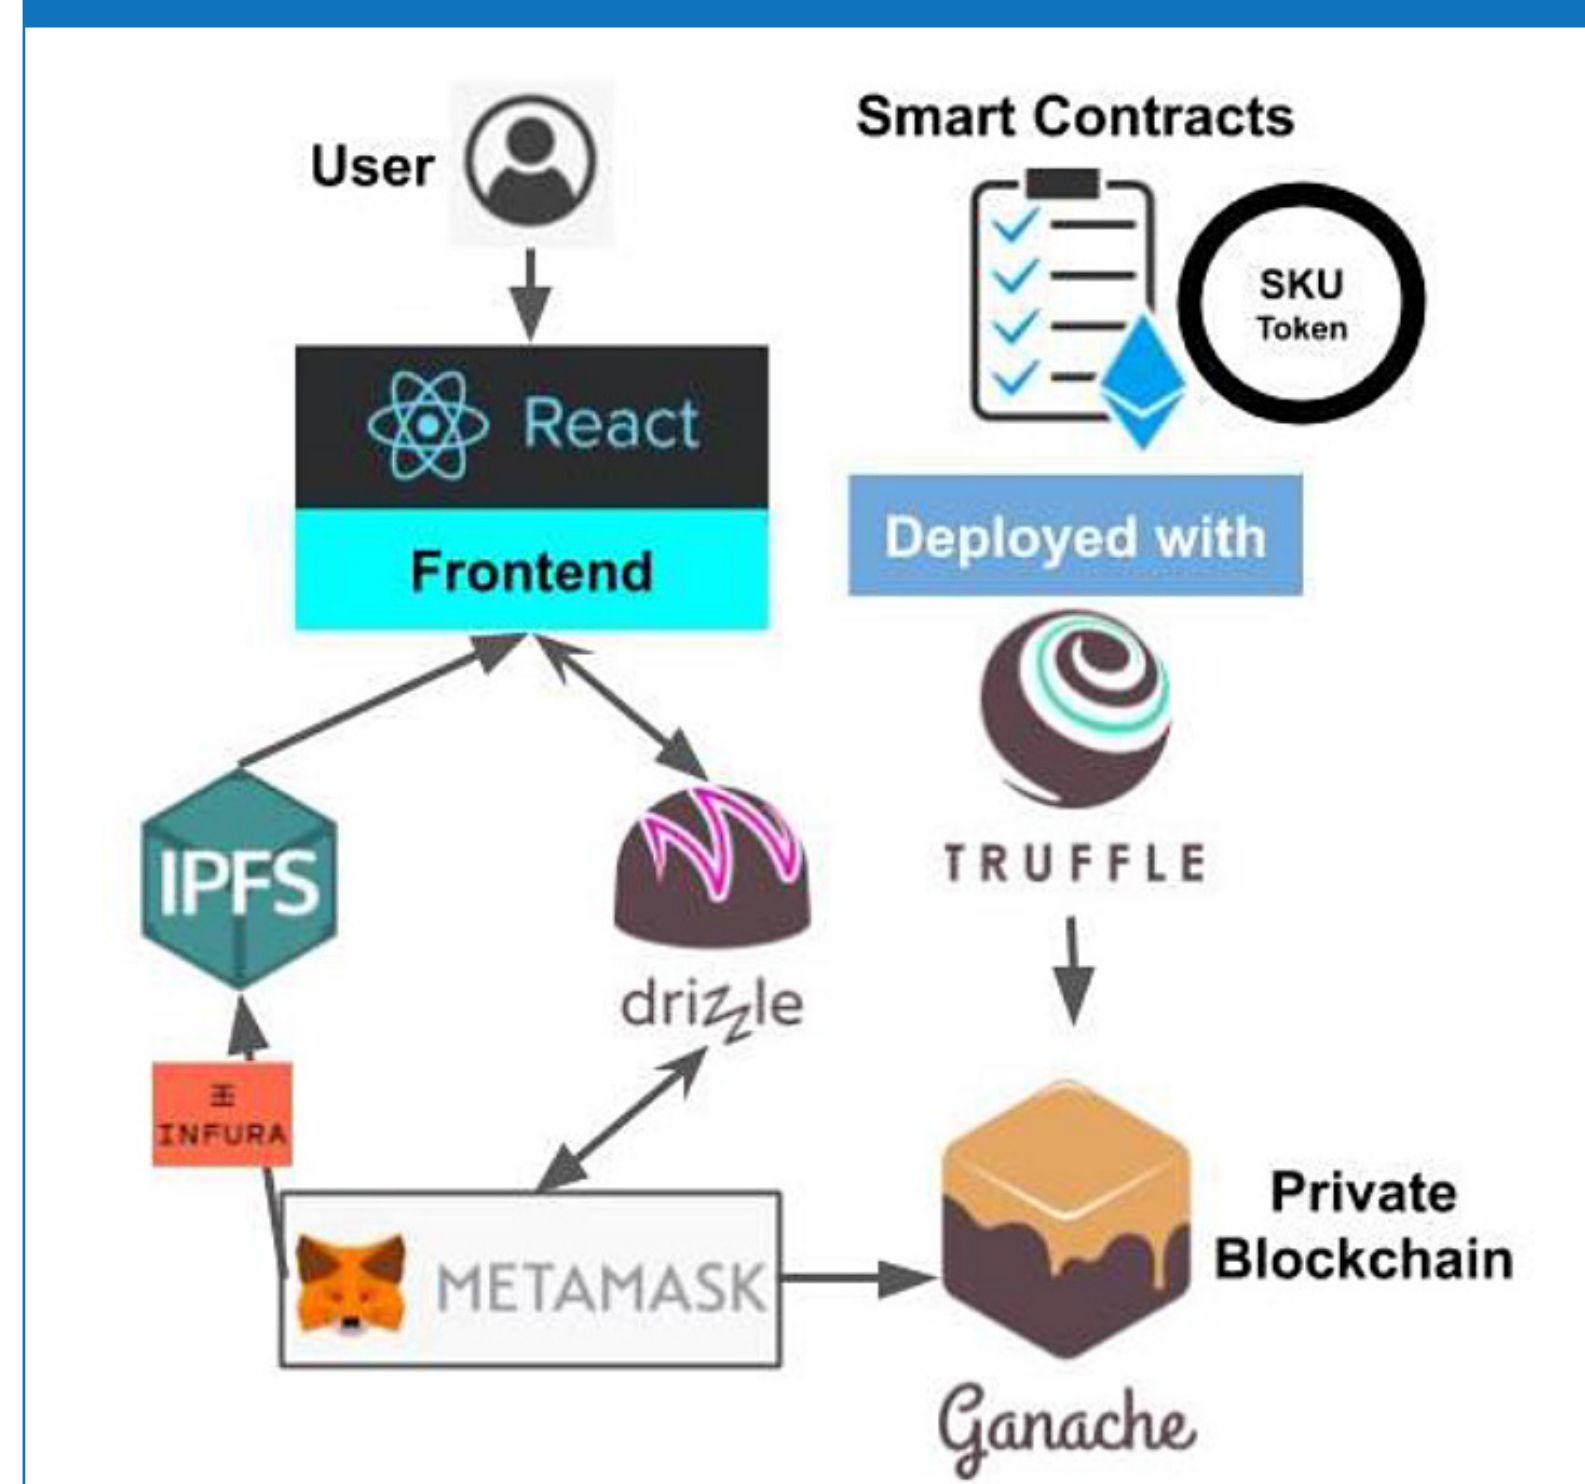 User
Smart Contracts
SKU
Token
React
Frontend
Deployed with
TRUFFLE
IPFS
drizzle
INFURA
METAMASK
Private
Blockchain
Ganache